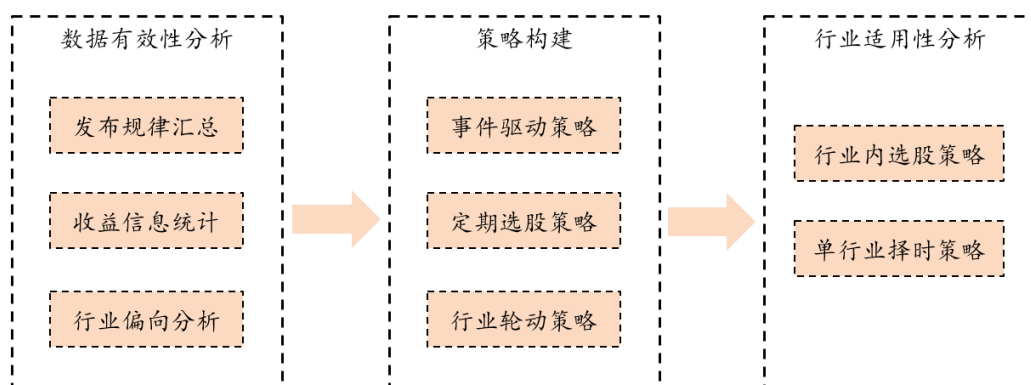 数据有效性分析
发布规律汇总
收益信息统计
行业偏向分析
策略构建
事件驱动策略
定期选股策略
行业轮动策略
行业适用性分析
行业内选股策略
单行业择时策略